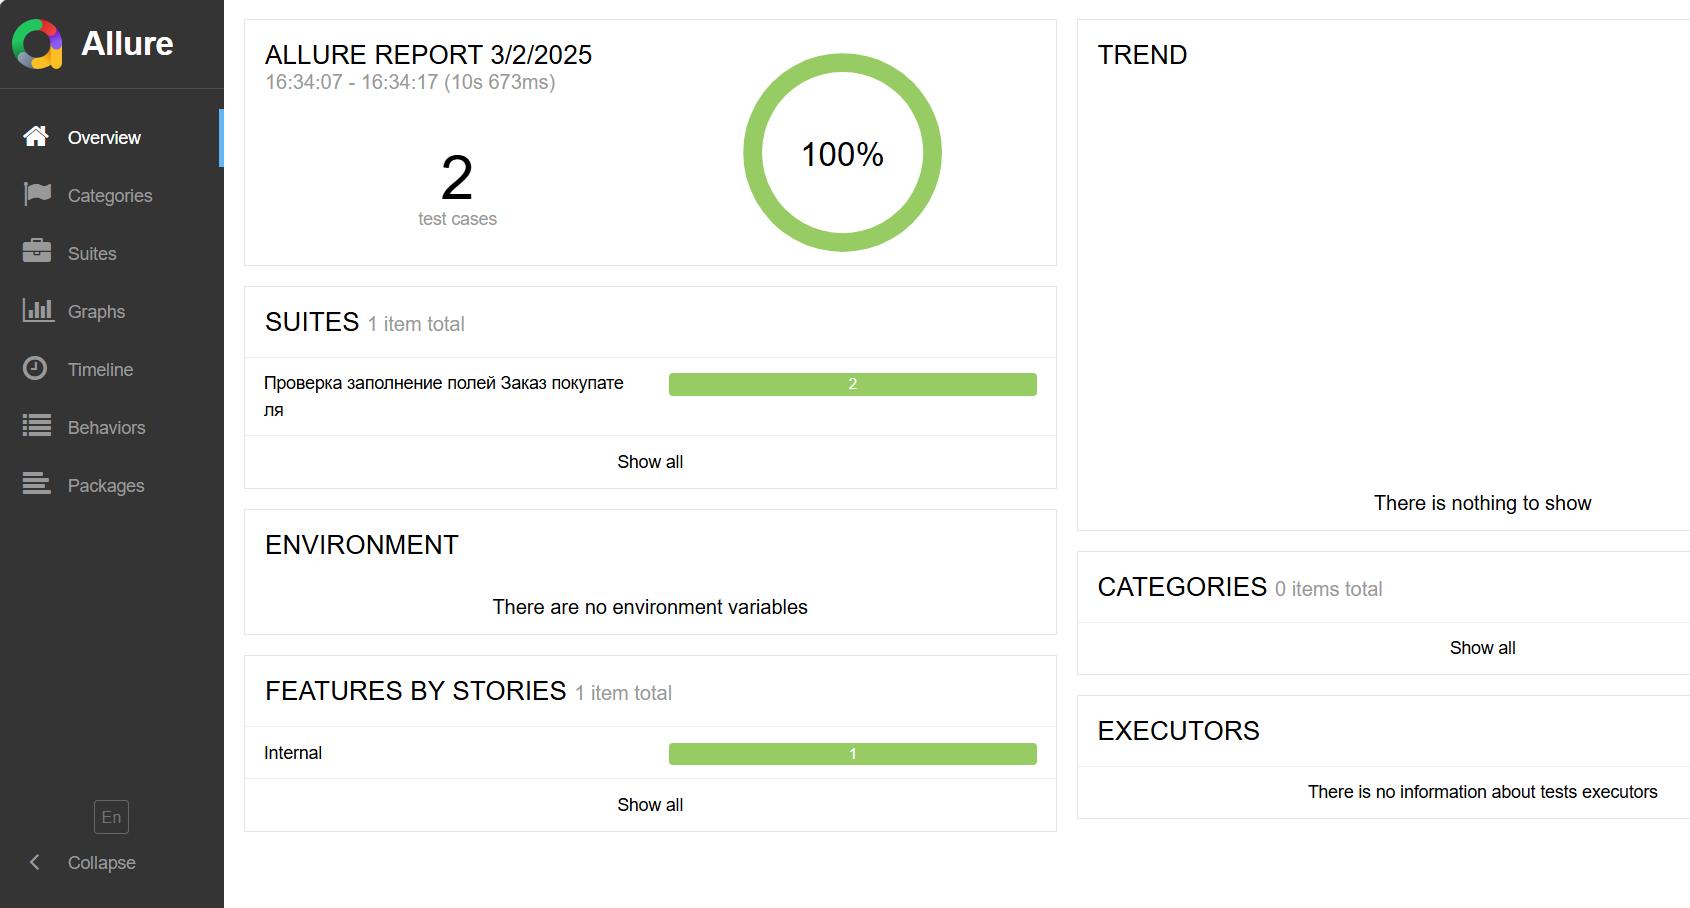 Allure
Overview
Categories
Suites
Graphs
Timeline
Behaviors
Packages
En
Collapse
ALLURE REPORT 3/2/2025
16:34:07 - 16:34:17 (10s 673ms)
2
test cases
100%
SUITES 1 item total
Проверка заполнение полей Заказ покупате
ля
2
Show all
ENVIRONMENT
There are no environment variables
FEATURES BY STORIES 1 item total
Internal
1
Show all
TREND
There is nothing to show
CATEGORIES 0 items total
Show all
EXECUTORS
There is no information about tests executors